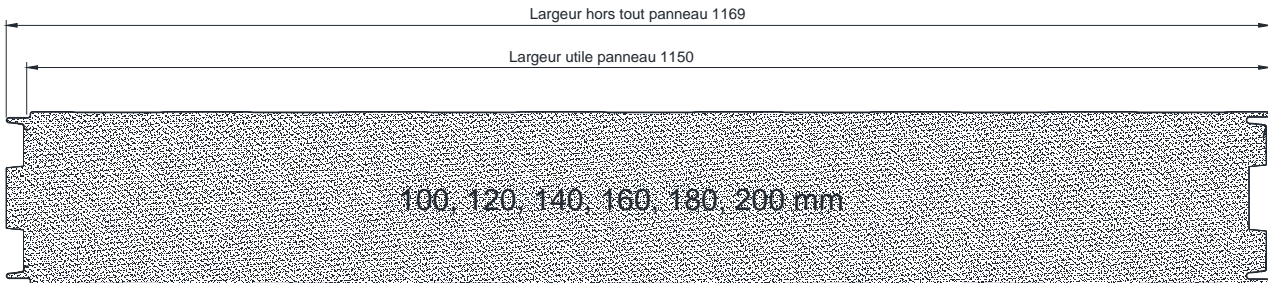 Largeur hors tout panneau 1169
Largeur utile panneau 1150
100, 120, 140, 160, 180, 200 mm